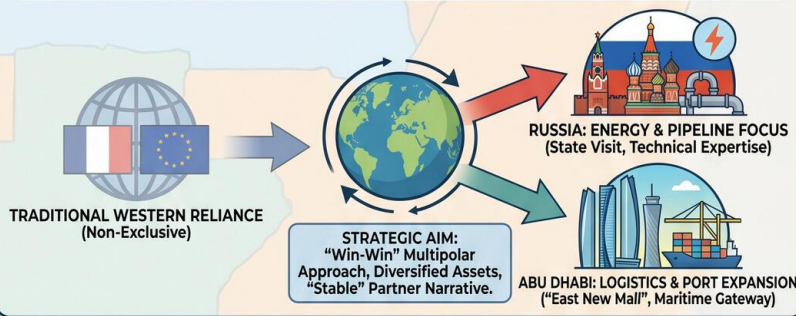 TRADITIONAL WESTERN RELIANCE
(Non-Exclusive)
STRATEGIC AIM:
“Win-Win” Multipolar
Approach, Diversified Assets,
“Stable” Partner Narrative.
RUSSIA: ENERGY & PIPELINE FOCUS
(State Visit, Technical Expertise)
ABU DHABI: LOGISTICS & PORT EXPANSION
(“East New Mall”, Maritime Gateway)